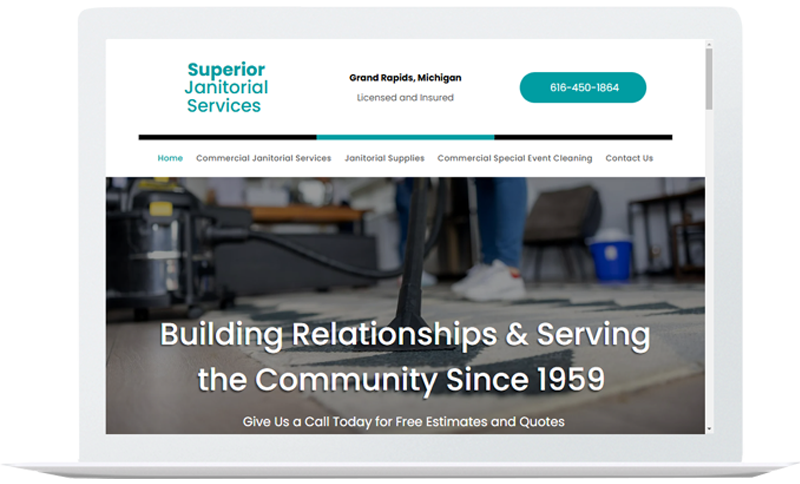 Superior
Janitorial
Services
Grand Rapids, Michigan
Licensed and Insured
616-450-1864
Home Commercial Janitorial Services Janitorial Supplies Commercial Special Event Cleaning Contact Us
Building Relationships & Serving
the Community Since 1959
Give Us a Call Today for Free Estimates and Quotes